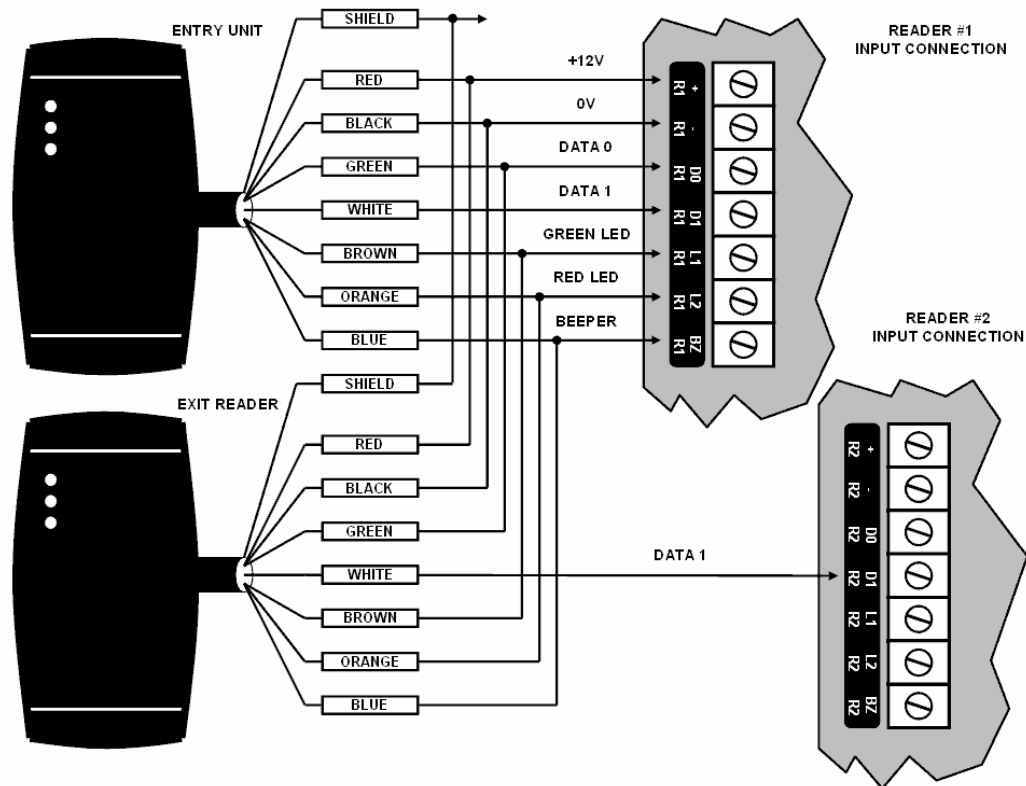 ENTRY UNIT
SHIELD
RED
BLACK
GREEN
WHITE
BROWN
ORANGE
BLUE
+12V
0V
DATA 0
DATA 1
GREEN LED
RED LED
BEEPER
READER #1
INPUT CONNECTION
R1 +
R1 -
R1 D0
R1 D1
R1 L1
R1 L2
R1 BZ
EXIT READER
SHIELD
RED
BLACK
GREEN
WHITE
BROWN
ORANGE
BLUE
DATA 1
READER #2
INPUT CONNECTION
R2 +
R2 -
R2 D0
R2 D1
R2 L1
R2 L2
R2 BZ